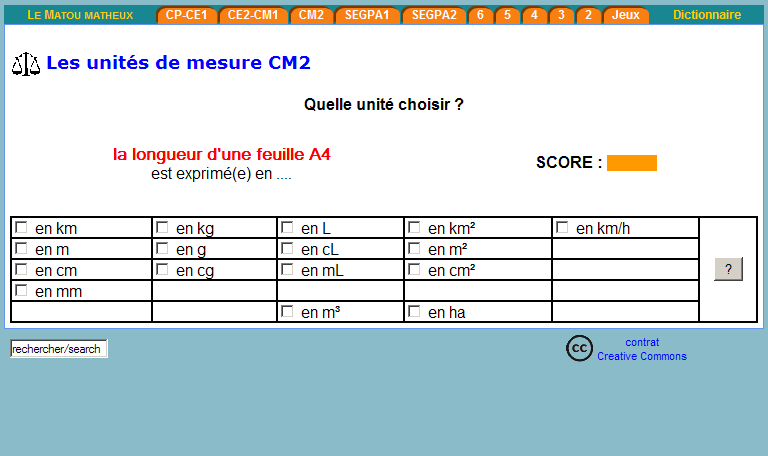 LE MATOU MATHEUX CP-CE1 CE2-CM1 CM2 SEGPA1 SEGPA2 6 5 4 3 2 Jeux Dictionnaire
Les unités de mesure CM2
Quelle unité choisir ?
la longueur d'une feuille A4
est exprimé(e) en ....
SCORE :
en km en kg en L en km² en km/h
en m en g en cL en m²
en cm en cg en mL en cm²
?
en mm
en m³ en ha
rechercher/search
cc
contrat
Creative Commons